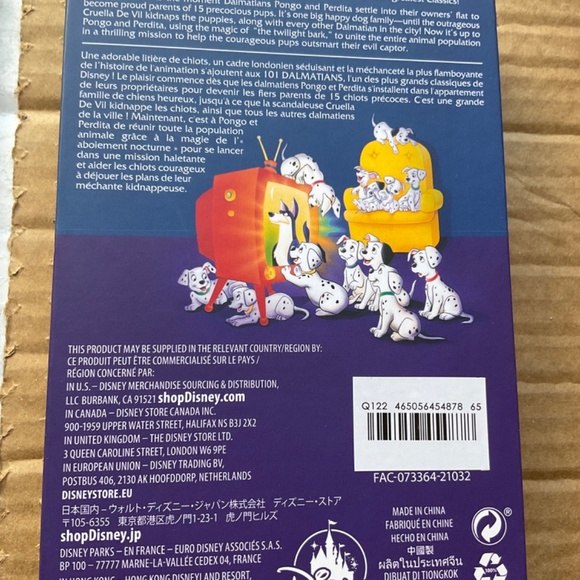 become proud parents of 15 precocious pups. It's one big happy dog family—until the outrageous
Cruella De Vil kidnaps the puppies, along with every other Dalmatian in the city! Now it's up to
Pongo and Perdita, using the magic of "the twilight bark," to unite the entire animal population
in a thrilling mission to help the courageous pups outsmart their evil captor.
Une adorable litière de chiots, un cadre londonien séduisant et la méchanceté la plus flamboyante
de l'histoire de l'animation s'ajoutent aux 101 DALMATIANS, l'un des plus grands classiques de
Disney ! Le plaisir commence dès que les dalmatiens Pongo et Perdita s'installent dans l'appartement
de leurs propriétaires pour devenir les fiers parents de 15 chiots précoces. C'est une grande
famille de chiens heureux, jusqu'à ce que la scandaleuse Cruella
De Vil kidnappe les chiots, ainsi que tous les autres dalmatiens
de la ville ! Maintenant, c'est à Pongo et
Perdita de réunir toute la population
animale grâce à la magie de l'«
aboiement nocturne » pour se lancer
dans une mission haletante
et aider les chiots courageux
à déjouer les plans de leur
méchante kidnappeuse.
THIS PRODUCT MAY BE SUPPLIED IN THE RELEVANT COUNTRY/REGION BY:
CE PRODUIT PEUT ÊTRE COMMERCIALISÉ SUR LE PAYS /
RÉGION CONCERNÉ PAR:
IN U.S. – DISNEY MERCHANDISE SOURCING & DISTRIBUTION,
LLC BURBANK, CA 91521 shopDisney.com
IN CANADA – DISNEY STORE CANADA INC.
900-1959 UPPER WATER STREET, HALIFAX NS B3J 2X2
IN UNITED KINGDOM – THE DISNEY STORE LTD.
3 QUEEN CAROLINE STREET, LONDON W6 9PE
IN EUROPEAN UNION – DISNEY TRADING BV,
POSTBUS 406, 2130 AK HOOFDDORP, NETHERLANDS
DISNEYSTORE.EU
日本国内 – ウォルト・ディズニー・ジャパン株式会社 ディズニー・ストア
〒105-6355 東京都港区虎ノ門1-23-1 虎ノ門ヒルズ
shopDisney.jp
DISNEY PARKS – EN FRANCE – EURO DISNEY ASSOCIÉS S.A.S.
BP 100 – 77777 MARNE-LA-VALLÉE CEDEX 04, FRANCE
IN HONG KONG – HONG KONG DISNEYLAND RESORT,
Q122 465056454878 65
FAC-073364-21032
MADE IN CHINA
FABRIQUÉ EN CHINE
HECHO EN CHINA
中國製
ผลิตในประเทศจีน
DIBUAT DI TIONGKOK
100%